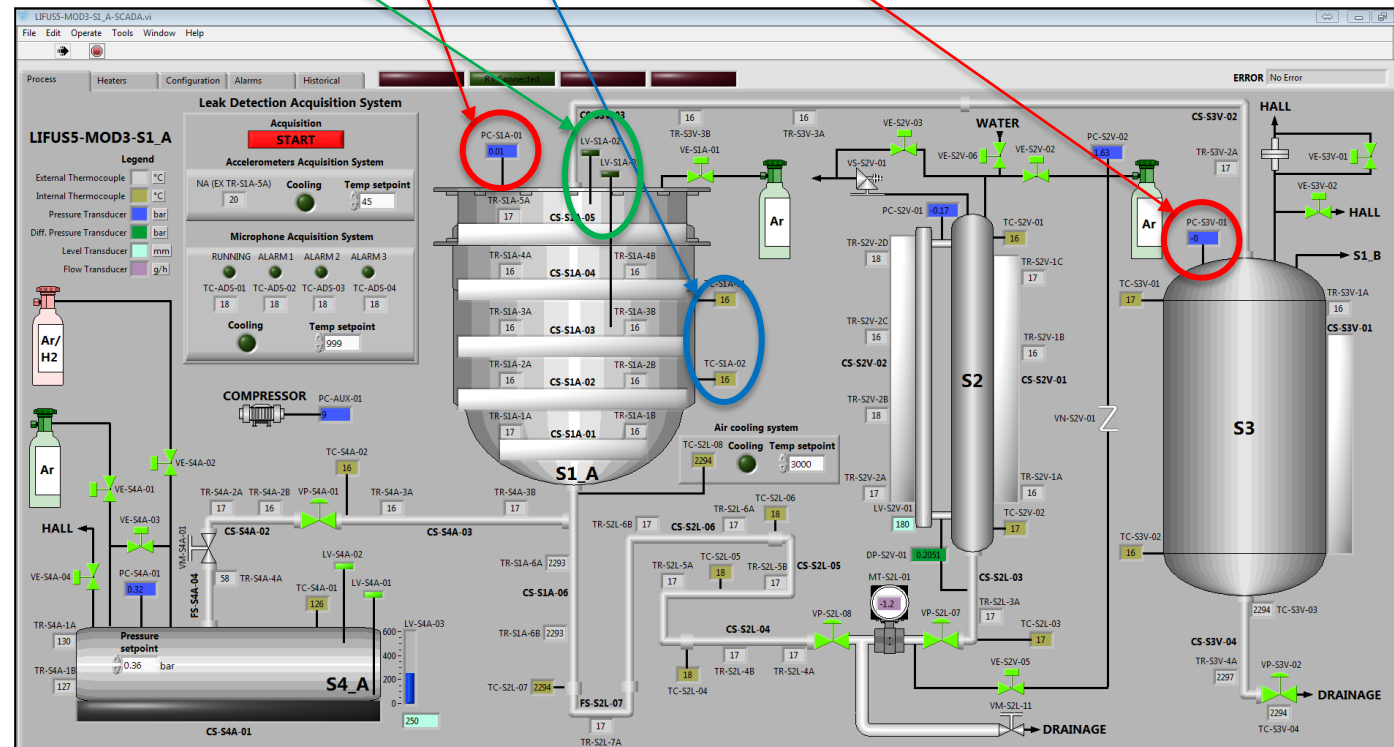 LIFUS5-MOD3-S1_A-SCADA.vi
File Edit Operate Tools Window Help
Process Heaters Configuration Alarms Historical
ERROR No Error
Leak Detection Acquisition System
Acquisition
START
Accelerometers Acquisition System
NA (EX TR-S1A-5A) Cooling Temp setpoint
20 45
Microphone Acquisition System
RUNNING ALARM 1 ALARM 2 ALARM 3
TC-ADS-01 TC-ADS-02 TC-ADS-03 TC-ADS-04
18 18 18 18
Cooling Temp setpoint
999
LIFUS5-MOD3-S1_A
Legend
External Thermocouple °C
Internal Thermocouple °C
Pressure Transducer bar
Diff. Pressure Transducer bar
Level Transducer mm
Flow Transducer g/h
Ar/
H2
Ar
COMPRESSOR PC-AUX-01
9
PC-S1A-01
0.01
LV-S1A-02
TR-S1A-5A
17
CS-S1A-05
TR-S1A-4A TR-S1A-4B
16 CS-S1A-04 16
TR-S1A-3A TR-S1A-3B
16 CS-S1A-03 16
TR-S1A-2A TR-S1A-2B
16 CS-S1A-02 16
TR-S1A-1A TR-S1A-1B
17 CS-S1A-01 16
S1_A
16
TC-S1A-02
16
16 16
TR-S3V-3B TR-S3V-3A
VE-S1A-01
Ar
VS-S2V-01
VE-S2V-03
WATER
VE-S2V-06 VE-S2V-02
PC-S2V-02
1.63
Ar
PC-S2V-01 -0.17
TC-S2V-01
16
TR-S2V-2D
18
TR-S2V-1C
17
TR-S2V-2C
16
TR-S2V-1B
16
CS-S2V-02
S2
CS-S2V-01
TR-S2V-2B
18
VN-S2V-01
TR-S2V-2A
17
TR-S2V-1A
16
LV-S2V-01
180
TC-S2V-02
17
DP-S2V-01 0.2051
HALL
CS-S3V-02
TR-S3V-2A
17
VE-S3V-01
VE-S3V-02
HALL
PC-S3V-01
-0
S1_B
TC-S3V-01
17
TR-S3V-1A
16
CS-S3V-01
S3
TC-S3V-02
16
2294 TC-S3V-03
CS-S3V-04
TR-S3V-4A
2297
VP-S3V-02
DRAINAGE
2294
TC-S3V-04
Air cooling system
TC-S2L-08 Cooling Temp setpoint
2294 3000
VE-S4A-02
VE-S4A-01
HALL
VE-S4A-03
VE-S4A-04
PC-S4A-01
0.32
TC-S4A-02
16
TR-S4A-2A TR-S4A-2B VP-S4A-01 TR-S4A-3A TR-S4A-3B
17 16 16 17
CS-S4A-02 CS-S4A-03
VM-S4A-01
58 TR-S4A-4A
FS-S4A-04
TC-S4A-01
126
LV-S4A-02
LV-S4A-01
LV-S4A-03
600
400
200
0
250
TR-S4A-1A
130
TR-S4A-1B
127
Pressure
setpoint
0.36 bar
S4_A
CS-S4A-01
TR-S1A-6A 2293
CS-S1A-06
TR-S1A-6B 2293
TC-S2L-07 2294
FS-S2L-07
17
TR-S2L-7A
TR-S2L-6B 17
CS-S2L-06
TR-S2L-6A
17
TC-S2L-06
18
TR-S2L-5A
17
TC-S2L-05
18
TR-S2L-5B
17
CS-S2L-05
CS-S2L-04
17 17
TR-S2L-4B TR-S2L-4A
18
TC-S2L-04
VP-S2L-08
MT-S2L-01
-1.2
VP-S2L-07
CS-S2L-03
TR-S2L-3A
17
TC-S2L-03
17
VE-S2V-05
VM-S2L-11
DRAINAGE